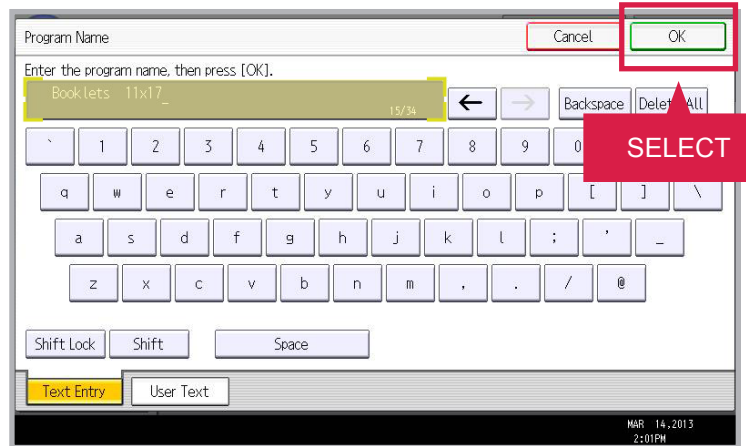 Program Name Cancel OK
Enter the program name, then press [OK].
Booklets 11x17_
15/34 ← → Backspace Delete All
SELECT
` 1 2 3 4 5 6 7 8 9 0
q w e r t y u i o p [ ] \
a s d f g h j k l ; ' _
z x c v b n m , . / @
Shift Lock Shift Space
Text Entry User Text
MAR 14,2013
2:01PM